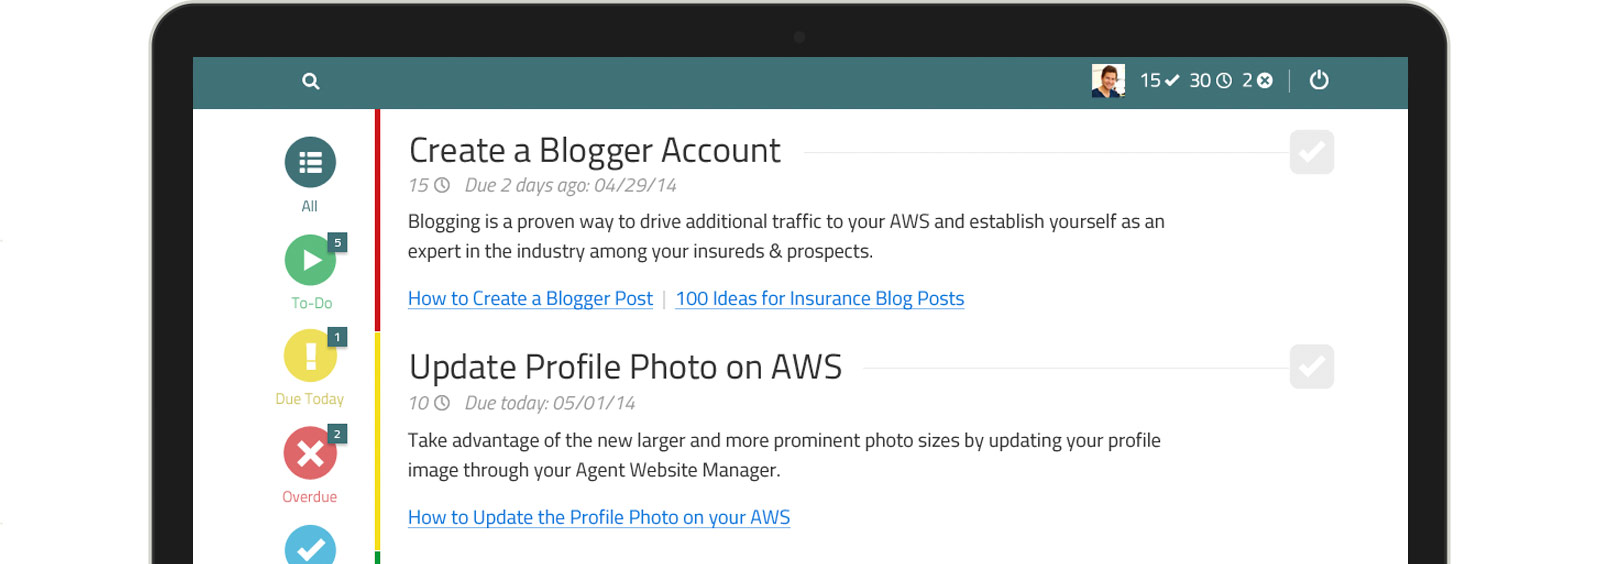 15 30 2
All
5
To-Do
1
Due Today
2
Overdue
Create a Blogger Account
15 Due 2 days ago: 04/29/14
Blogging is a proven way to drive additional traffic to your AWS and establish yourself as an
expert in the industry among your insureds & prospects.
How to Create a Blogger Post | 100 Ideas for Insurance Blog Posts
Update Profile Photo on AWS
10 Due today: 05/01/14
Take advantage of the new larger and more prominent photo sizes by updating your profile
image through your Agent Website Manager.
How to Update the Profile Photo on your AWS